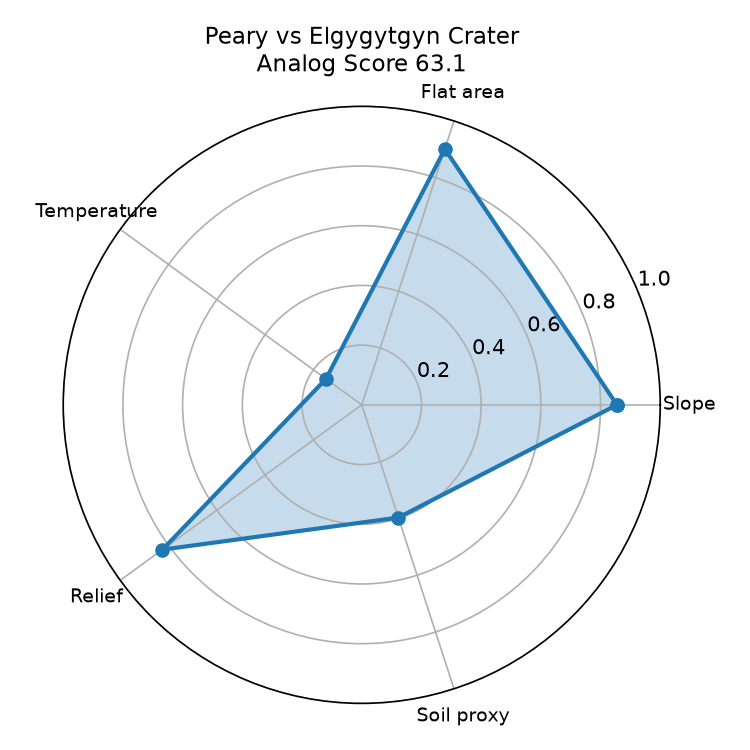 Peary vs Elgygytgyn Crater
Analog Score 63.1
Flat area
Temperature
1.0
0.8
0.6
0.4
0.2
Slope
Relief
Soil proxy